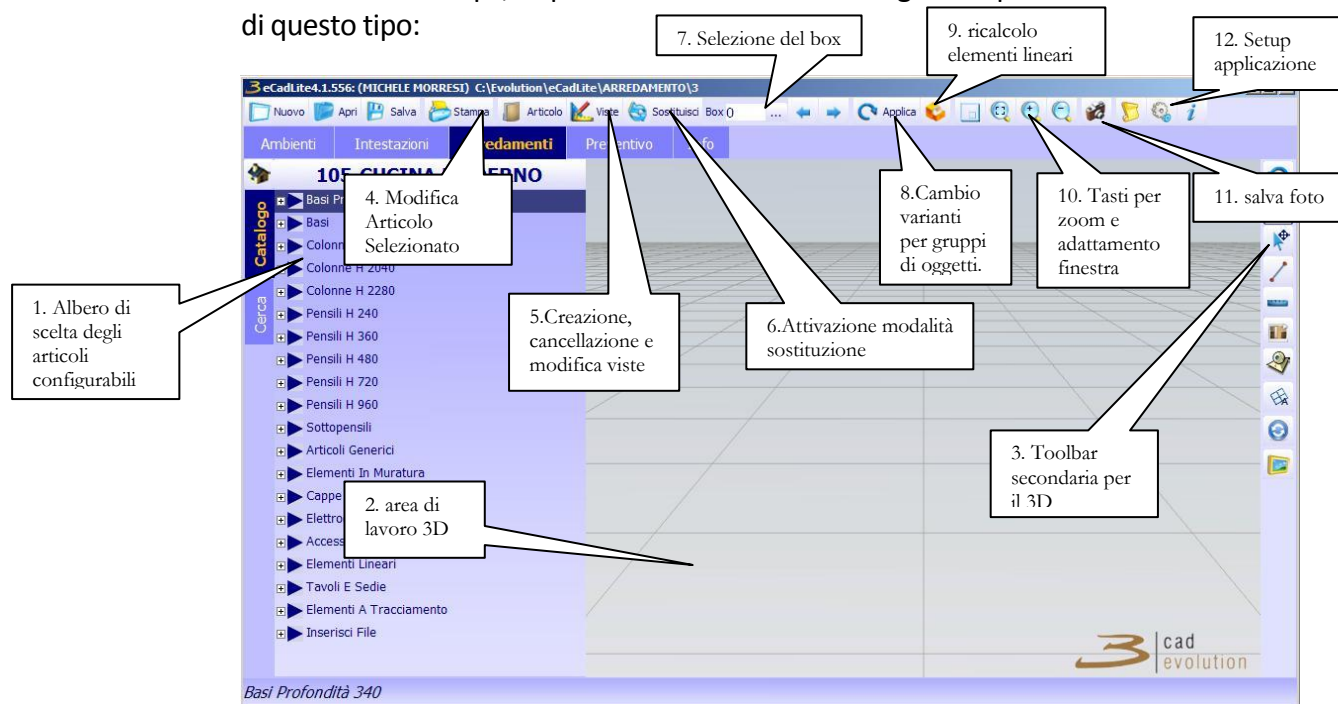 di questo tipo:
7. Selezione del box
9. ricalcolo
elementi lineari
12. Setup
applicazione
eCadLite4.1.556: (MICHELE MORRESI) C:\Evolution\eCadLite\ARREDAMENTO\3
Nuovo Apri Salva Stampa Articolo Viste Sostituisci Box 0 ... Applica
Ambienti Intestazioni Preventivo
105
Catalogo
Cerca
4. Modifica
Articolo
Selezionato
8.Cambio
varianti
per gruppi
di oggetti.
10. Tasti per
zoom e
adattamento
finestra
11. salva foto
Basi
Colonne H 2040
Colonne H 2280
Pensili H 240
Pensili H 360
Pensili H 480
Pensili H 720
Pensili H 960
Sottopensili
Articoli Generici
Elementi In Muratura
Cappe
Elementi Lineari
Tavoli E Sedie
Elementi A Tracciamento
Inserisci File
1. Albero di
scelta degli
articoli
configurabili
5.Creazione,
cancellazione e
modifica viste
6.Attivazione modalità
sostituzione
3. Toolbar
secondaria per
il 3D
2. area di
lavoro 3D
cad
evolution
Basi Profondità 340